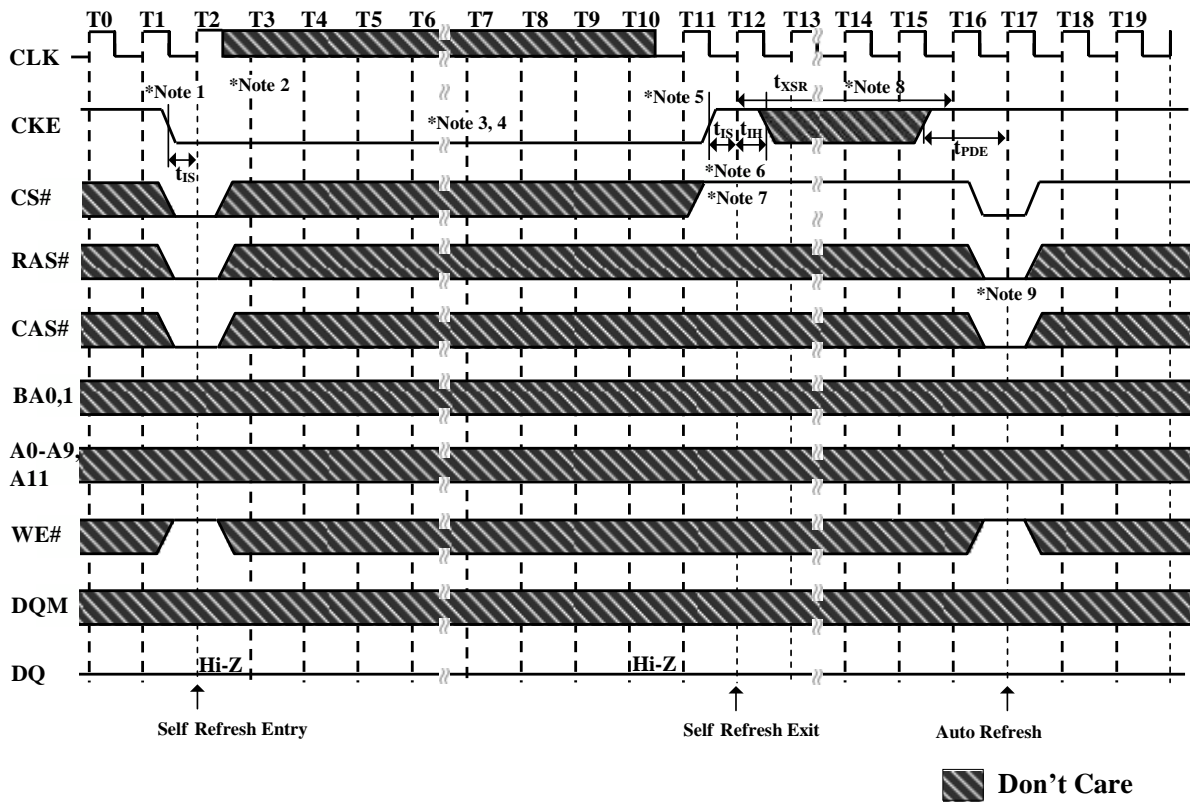 T0 T1 T2 T3 T4 T5 T6 T7 T8 T9 T10 T11 T12 T13 T14 T15 T16 T17 T18 T19
CLK
*Note 1 *Note 2 *Note 5 tXSR *Note 8
CKE
*Note 3, 4 tIS tIH
tIS tPDE
*Note 6
CS# *Note 7
RAS#
*Note 9
CAS#
BA0,1
A0-A9,
A11
WE#
DQM
DQ Hi-Z Hi-Z
Self Refresh Entry Self Refresh Exit Auto Refresh
Don't Care